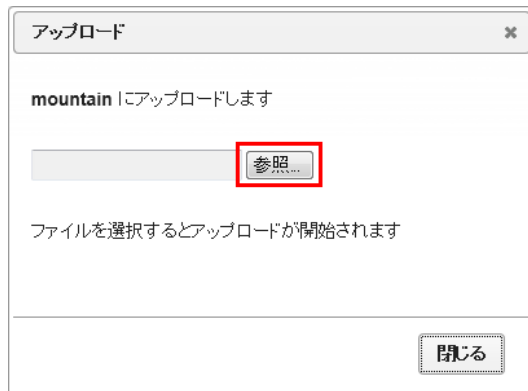 アップロード
mountain にアップロードします
参照...
ファイルを選択するとアップロードが開始されます
閉じる